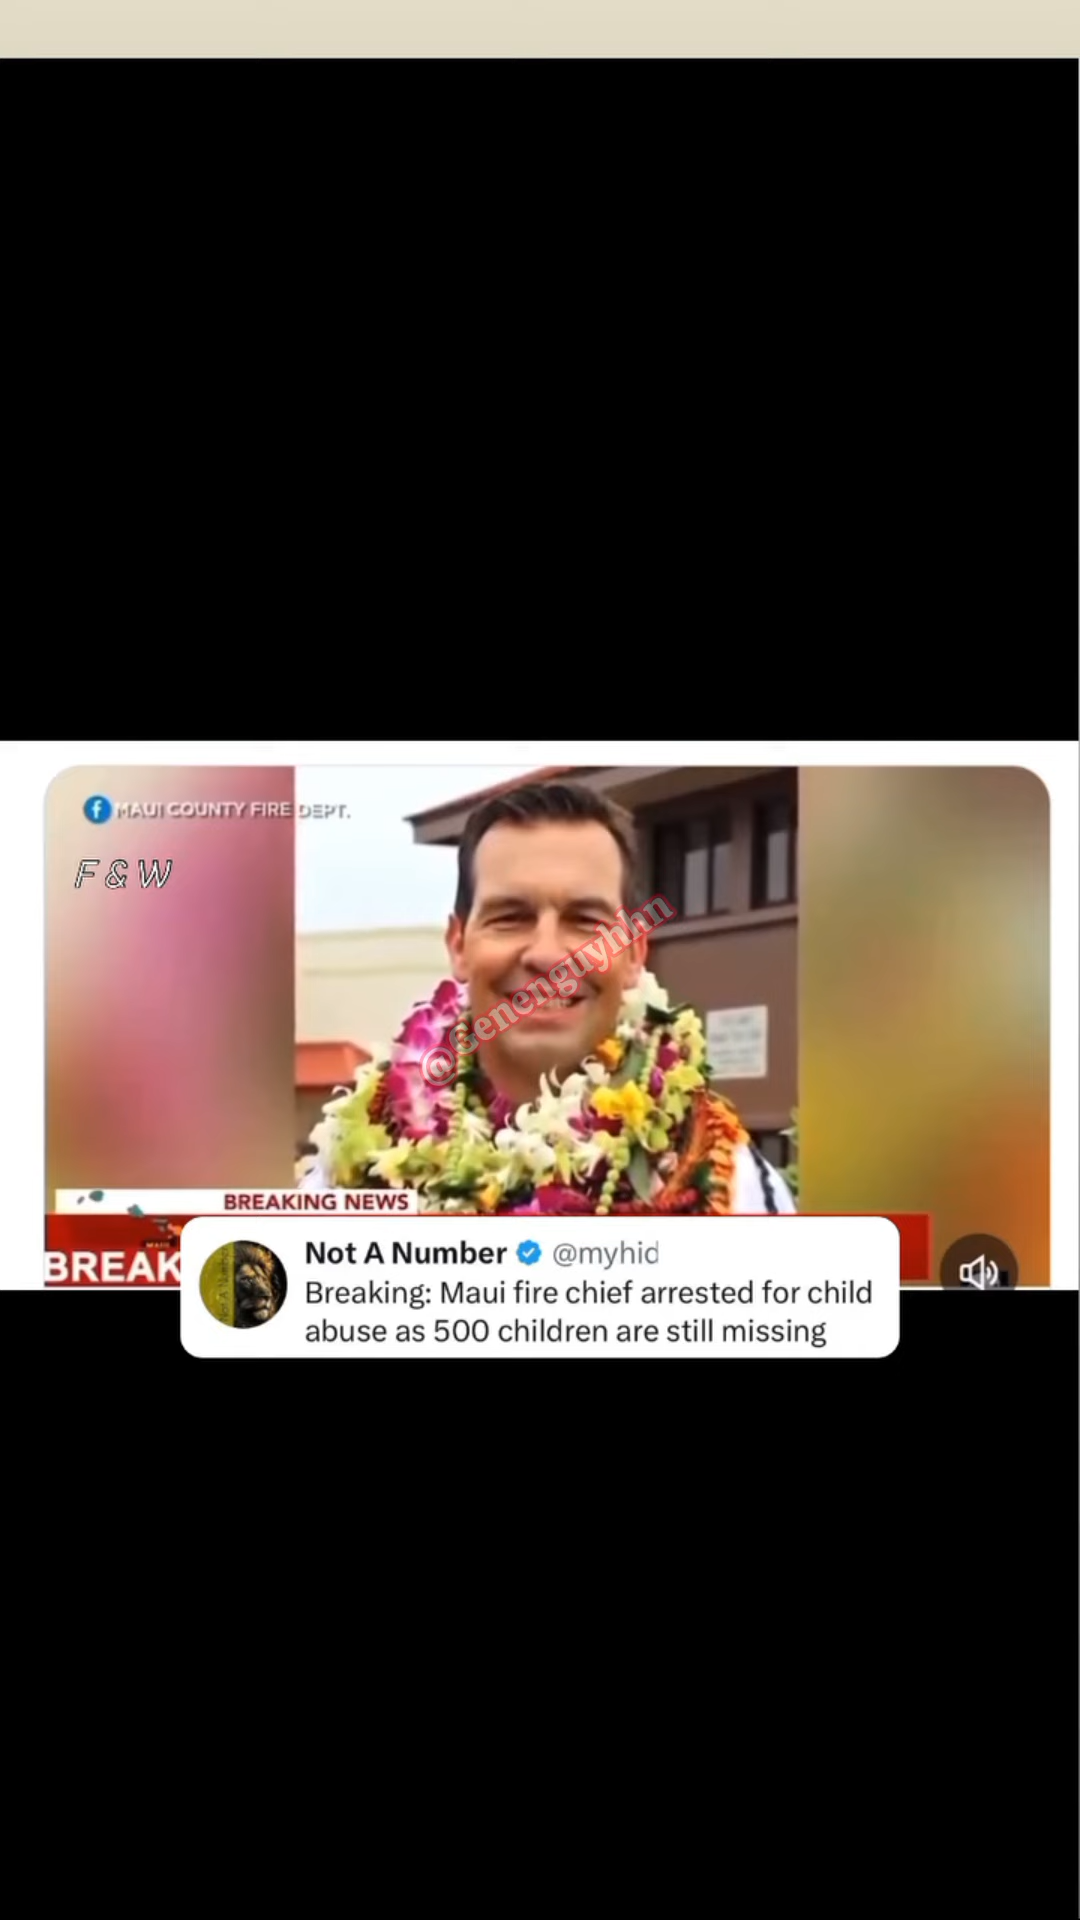 MAUI COUNTY FIRE DEPT.
F & W
@Genenguyhhn
BREAKING NEWS
BREAK
Not A Number @myhid
Breaking: Maui fire chief arrested for child
abuse as 500 children are still missing